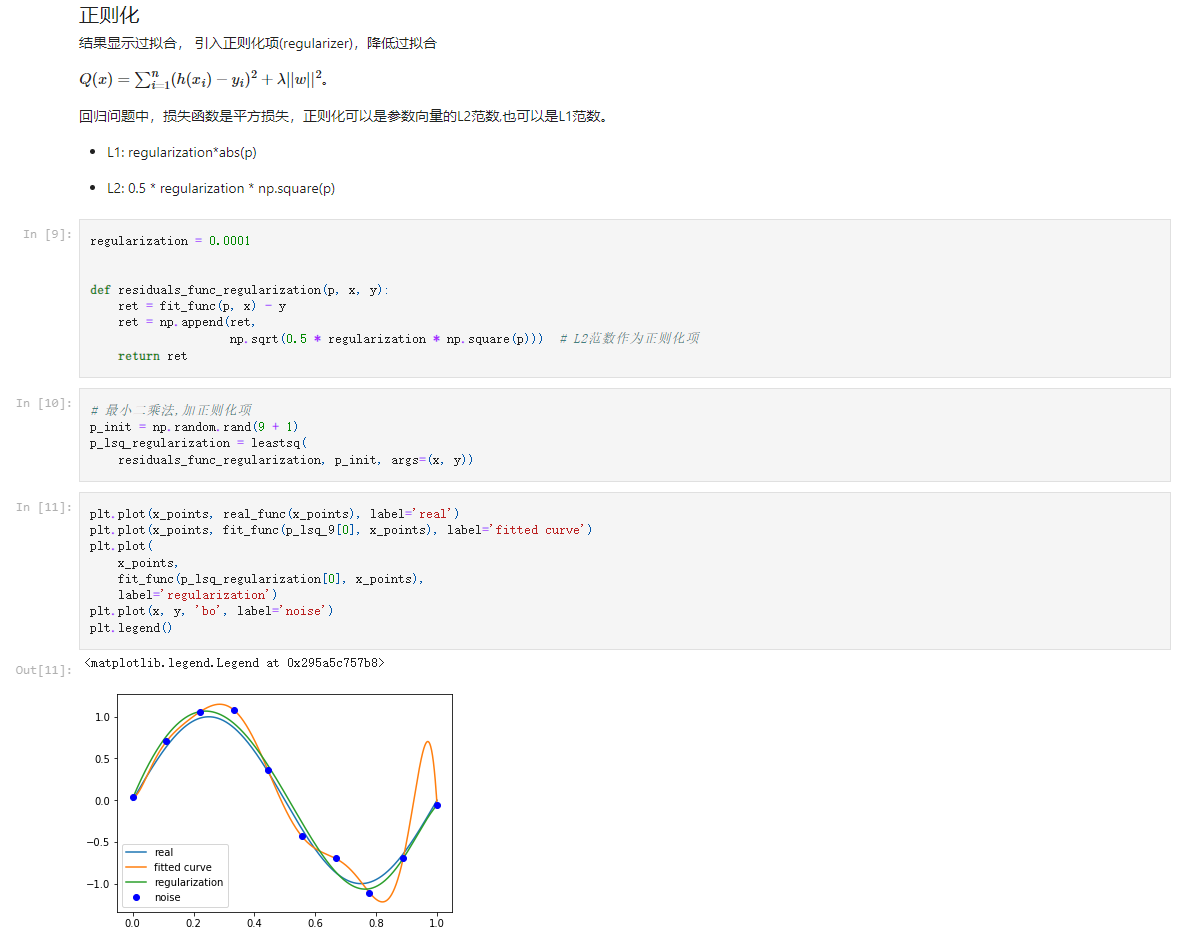 正则化
结果显示过拟合， 引入正则化项(regularizer)，降低过拟合
Q(x) = ∑ⁿᵢ₌₁(h(xᵢ) − yᵢ)² + λ||w||²。
回归问题中，损失函数是平方损失，正则化可以是参数向量的L2范数,也可以是L1范数。
• L1: regularization*abs(p)
• L2: 0.5 * regularization * np.square(p)
In [9]:
regularization = 0.0001
def residuals_func_regularization(p, x, y):
    ret = fit_func(p, x) - y
    ret = np.append(ret,
                    np.sqrt(0.5 * regularization * np.square(p)))  # L2范数作为正则化项
    return ret
In [10]:
# 最小二乘法,加正则化项
p_init = np.random.rand(9 + 1)
p_lsq_regularization = leastsq(
    residuals_func_regularization, p_init, args=(x, y))
In [11]:
plt.plot(x_points, real_func(x_points), label='real')
plt.plot(x_points, fit_func(p_lsq_9[0], x_points), label='fitted curve')
plt.plot(
    x_points,
    fit_func(p_lsq_regularization[0], x_points),
    label='regularization')
plt.plot(x, y, 'bo', label='noise')
plt.legend()
Out[11]:
<matplotlib.legend.Legend at 0x295a5c757b8>
1.0
0.5
0.0
−0.5
−1.0
real
fitted curve
regularization
noise
0.0 0.2 0.4 0.6 0.8 1.0